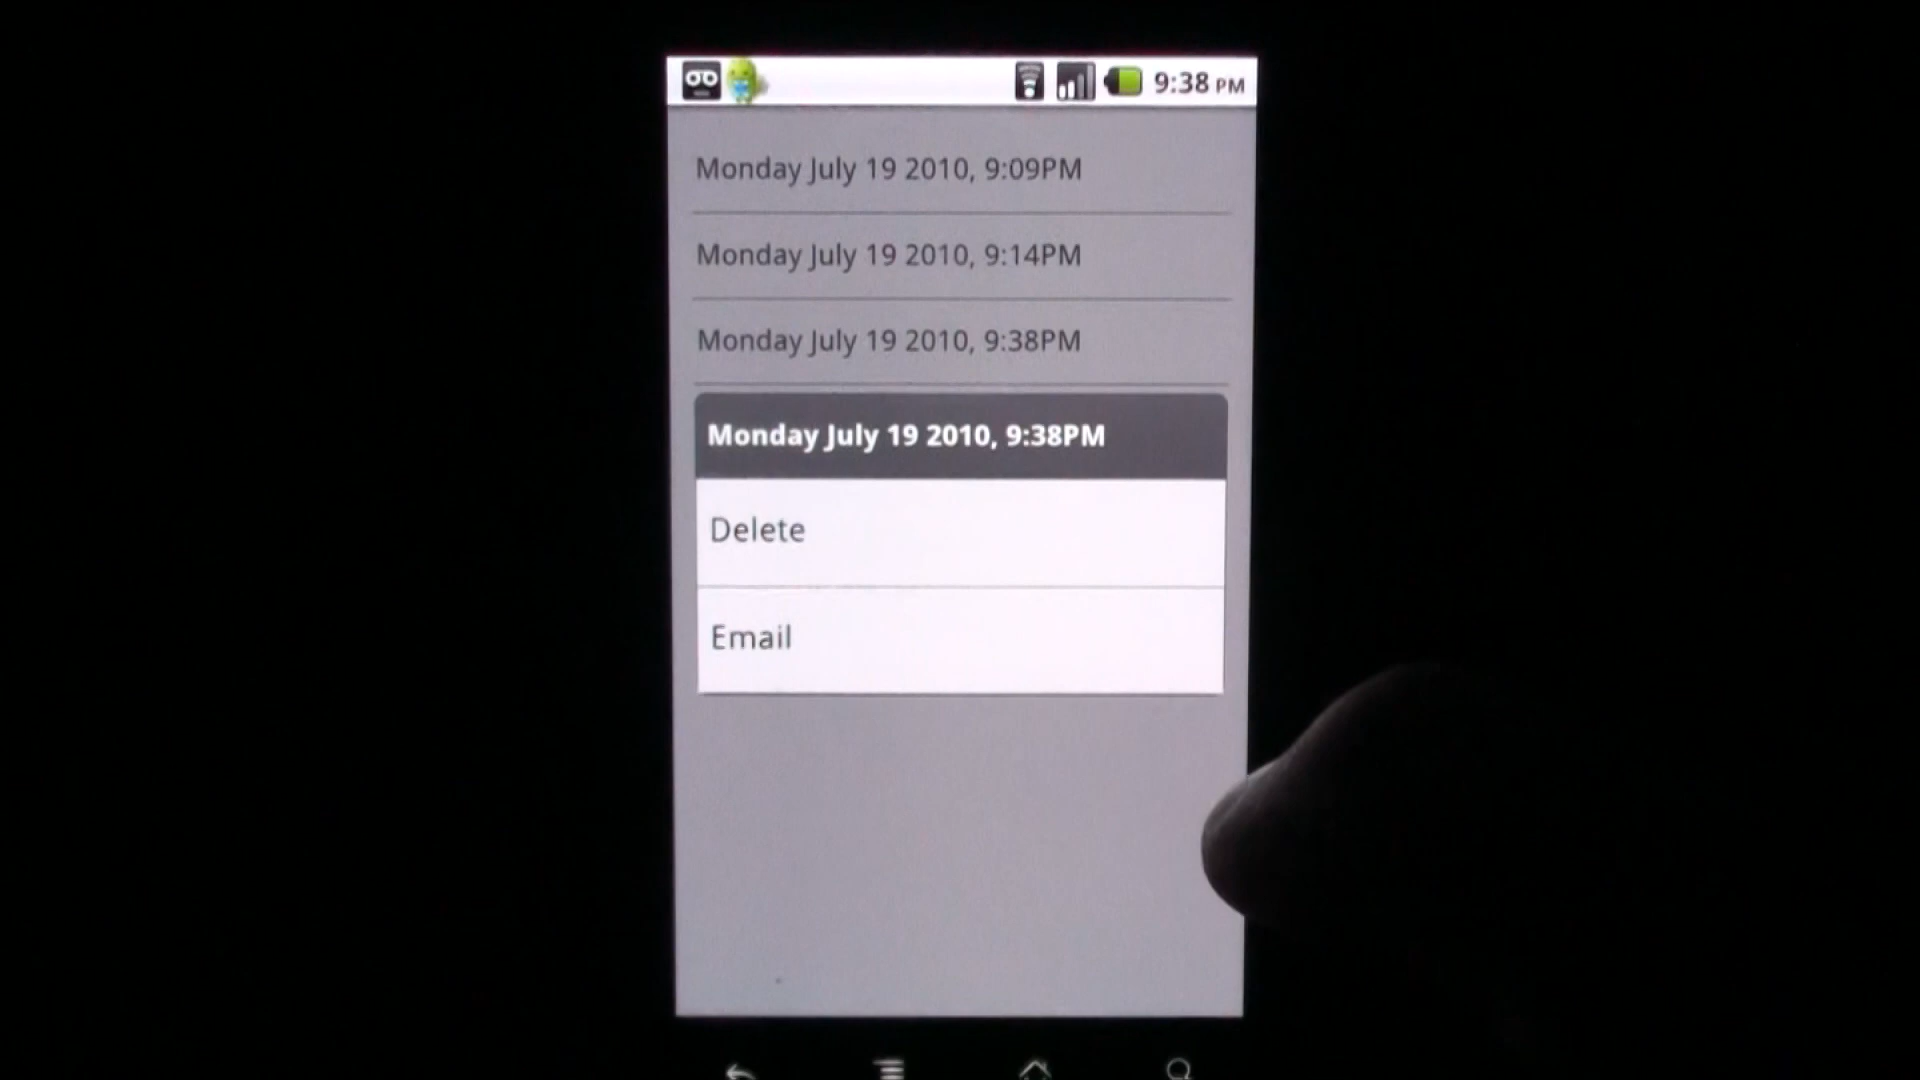 9:38 PM
Monday July 19 2010, 9:09PM
Monday July 19 2010, 9:14PM
Monday July 19 2010, 9:38PM
Monday July 19 2010, 9:38PM
Delete
Email